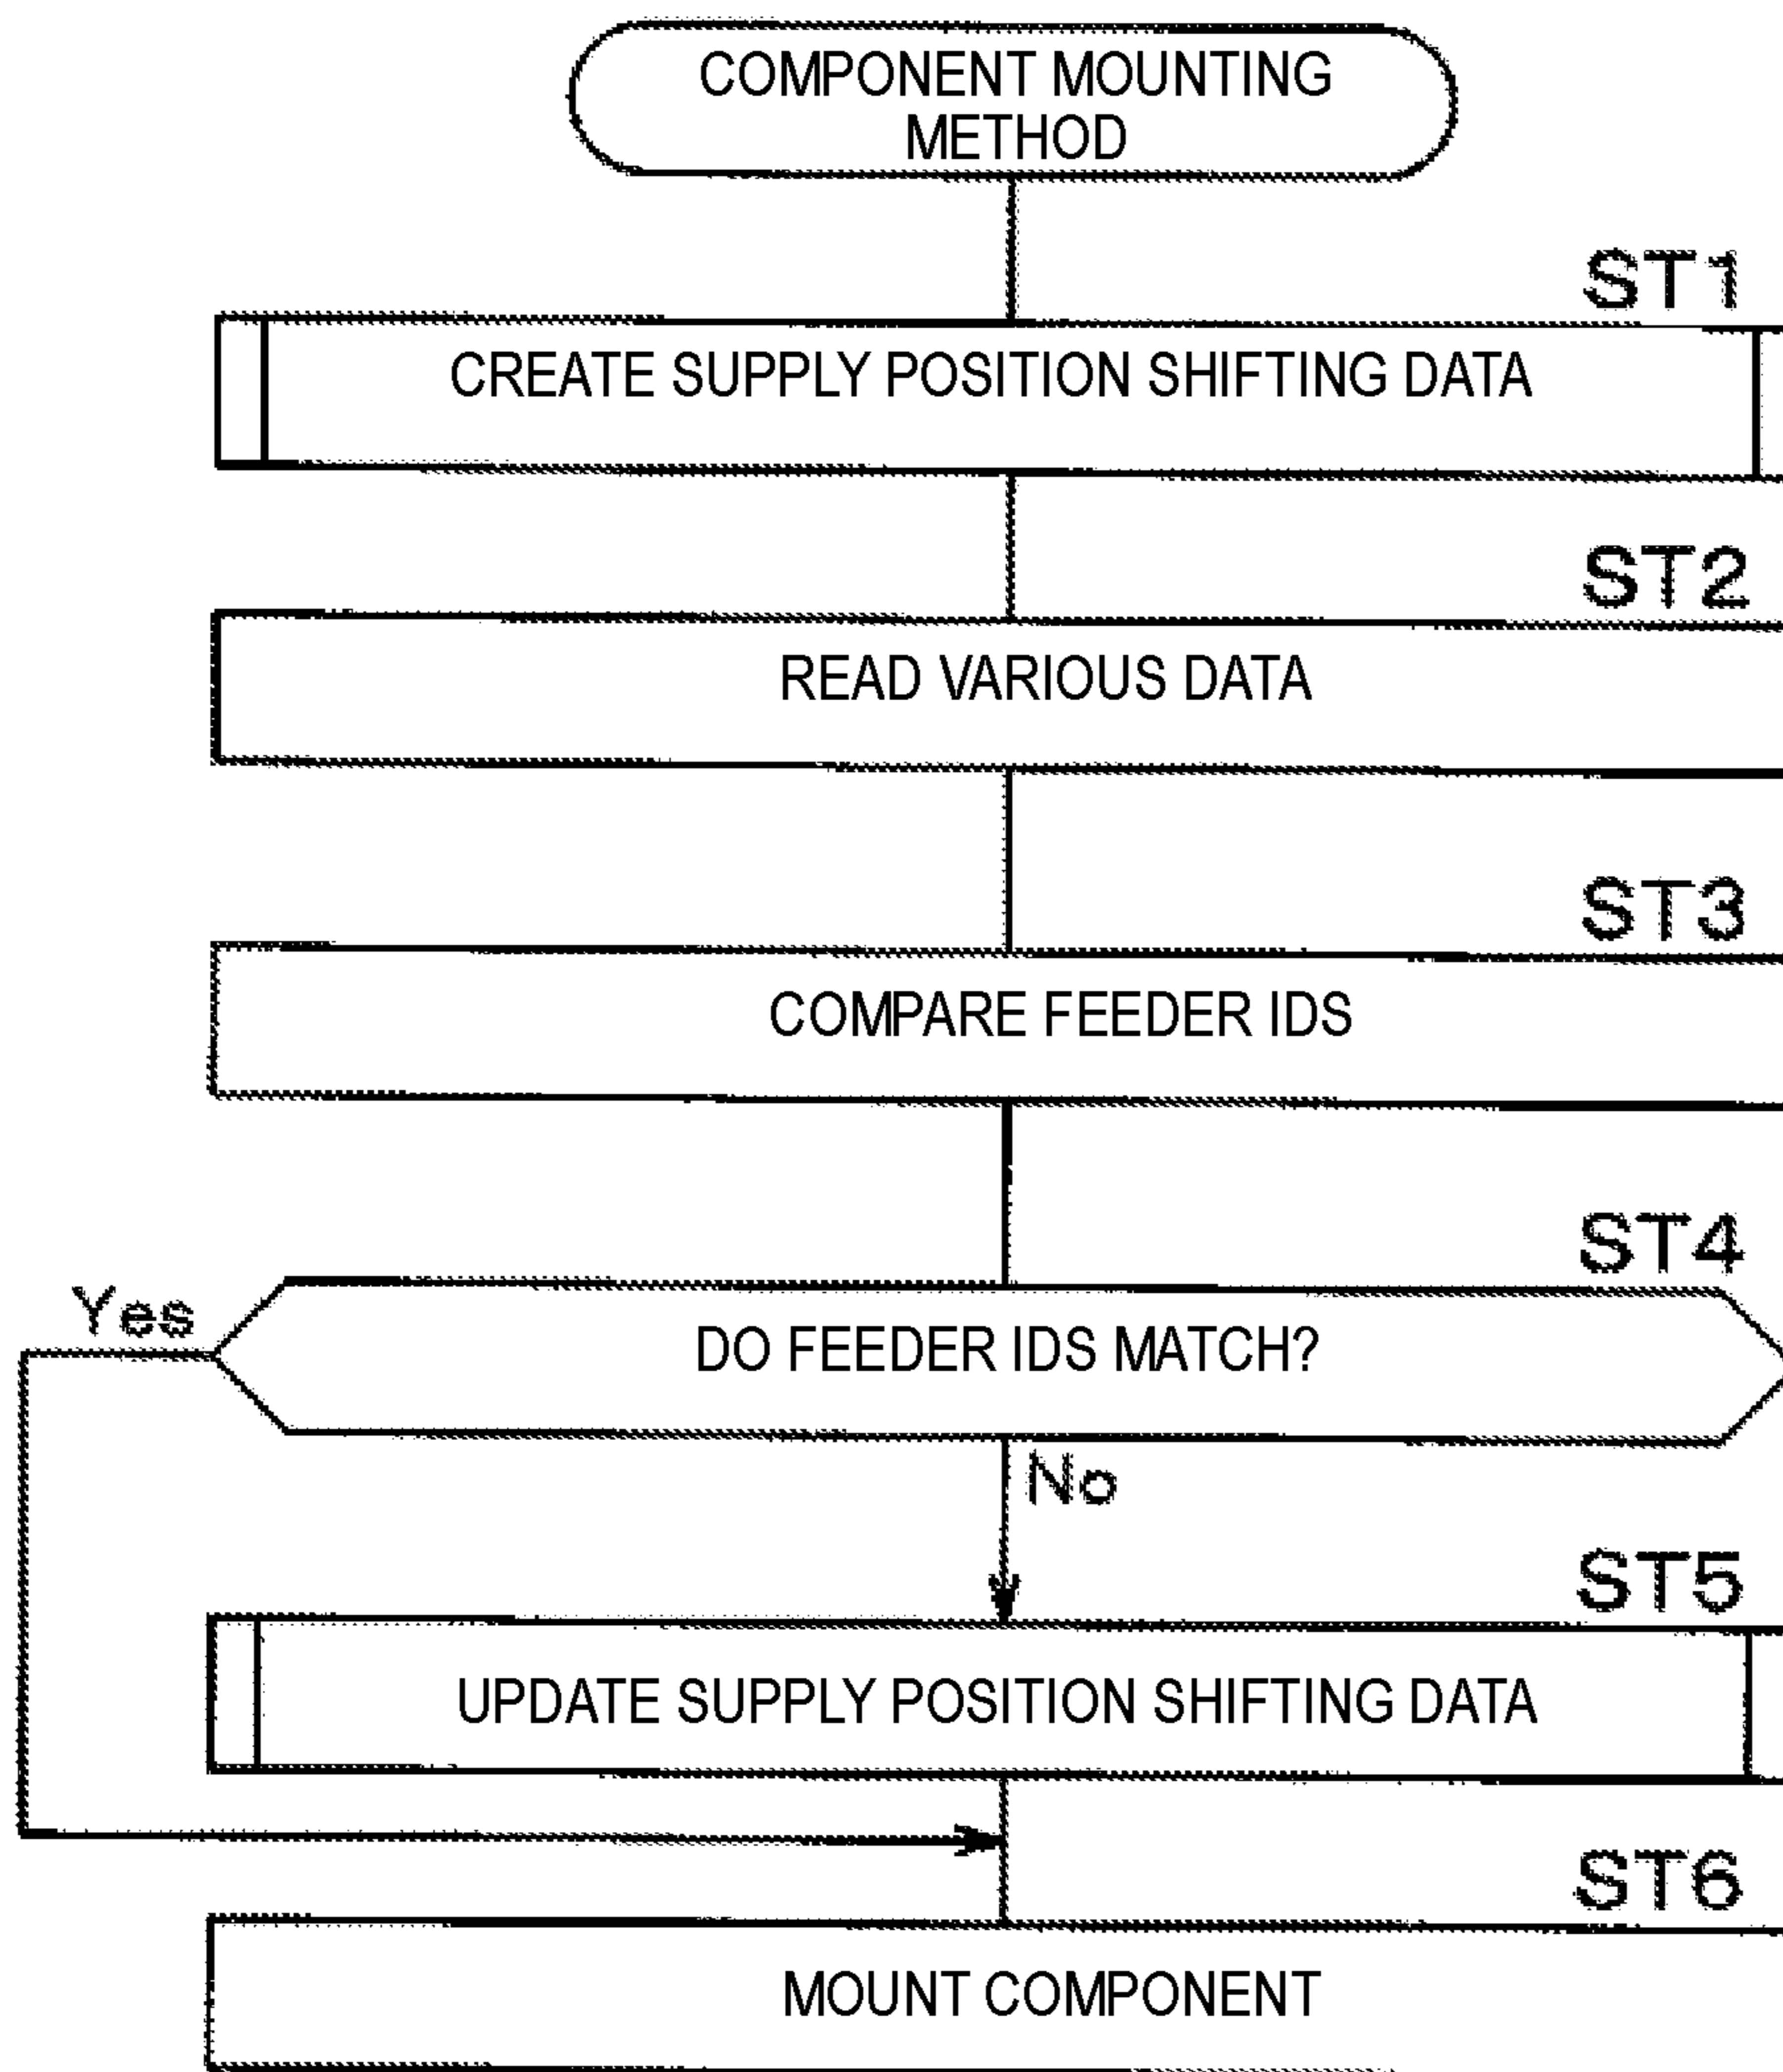 COMPONENT MOUNTING
METHOD
ST1
CREATE SUPPLY POSITION SHIFTING DATA
ST2
READ VARIOUS DATA
ST3
COMPARE FEEDER IDS
ST4
Yes
DO FEEDER IDS MATCH?
No
ST5
UPDATE SUPPLY POSITION SHIFTING DATA
ST6
MOUNT COMPONENT